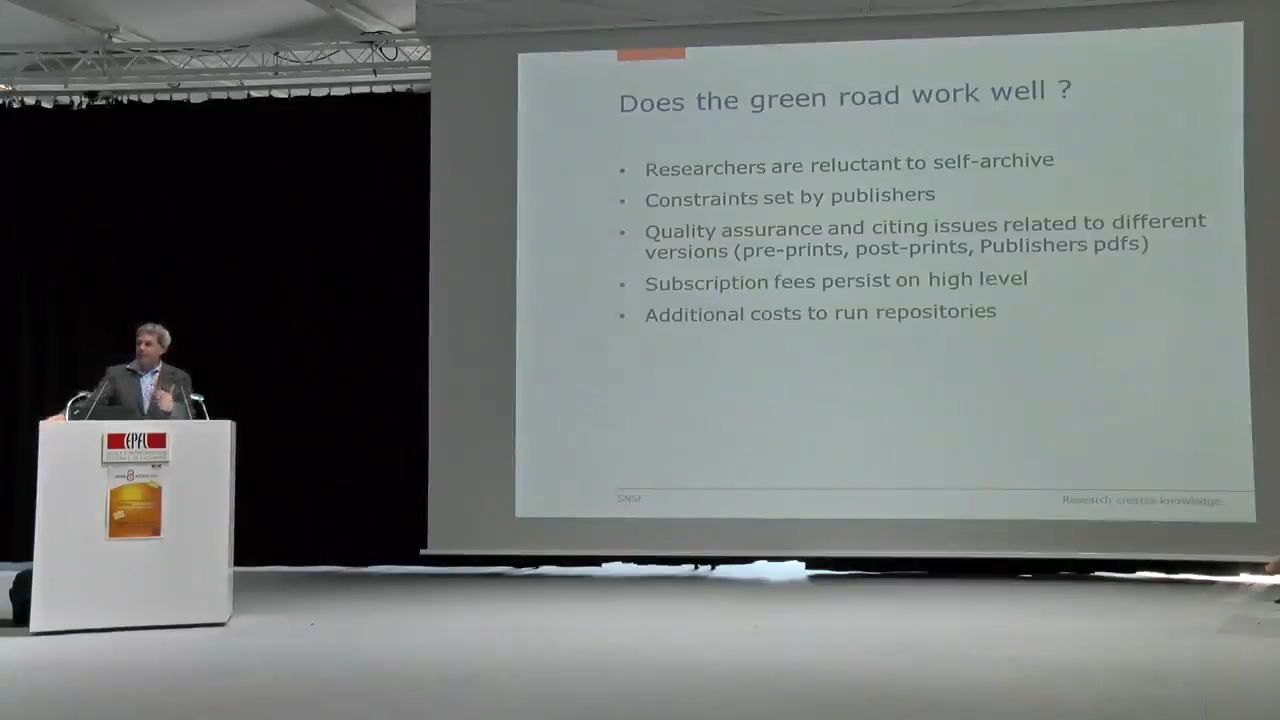 Does the green road work well ?
• Researchers are reluctant to self-archive
• Constraints set by publishers
• Quality assurance and citing issues related to different
versions (pre-prints, post-prints, Publishers pdfs)
• Subscription fees persist on high level
• Additional costs to run repositories
SNSF
Research creates knowledge.
EPFL